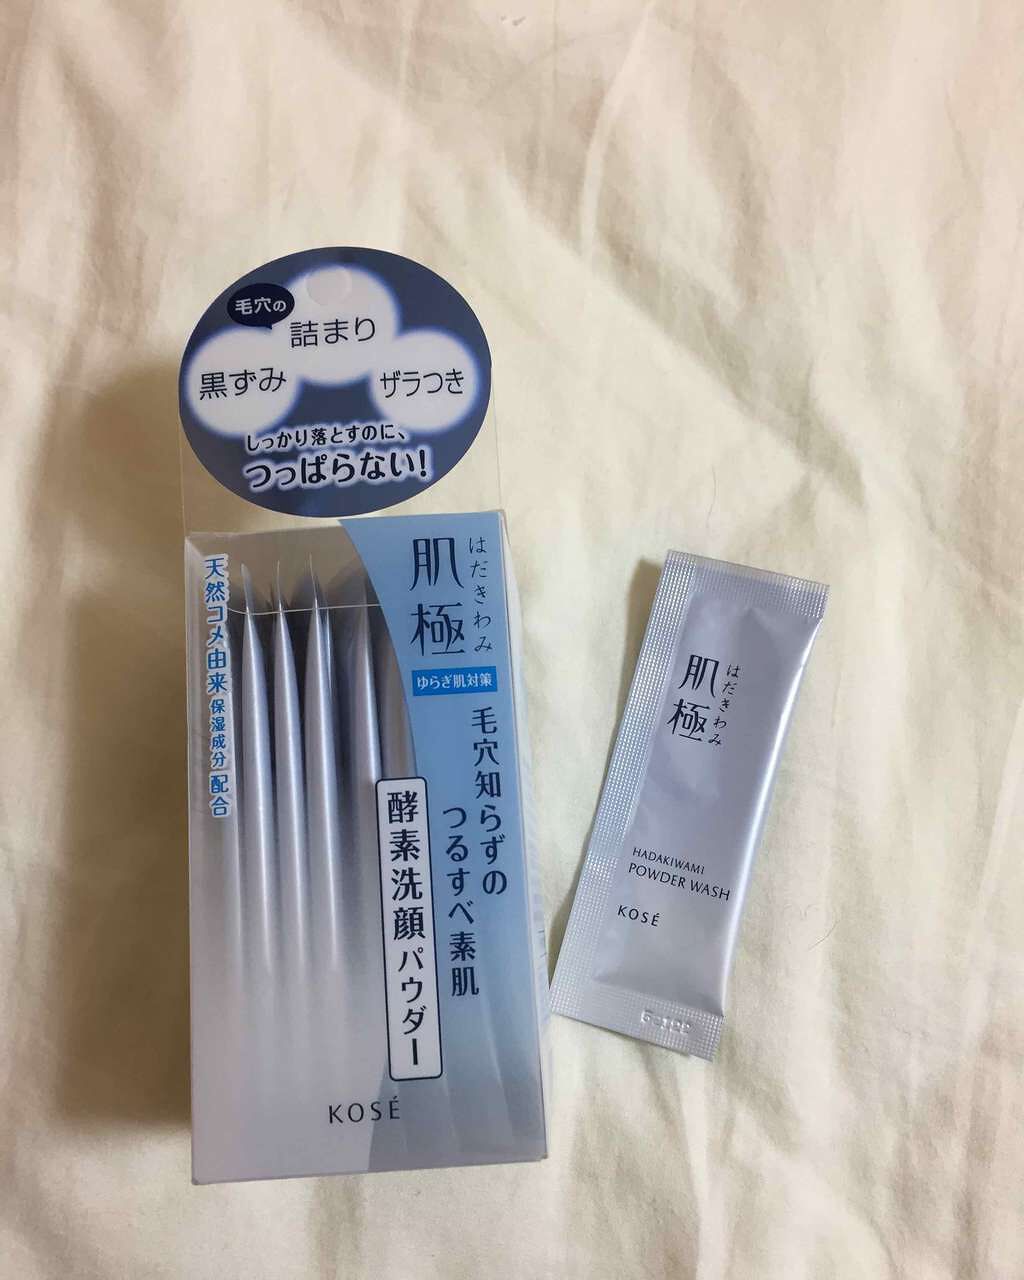 毛穴の
詰まり
黒ずみ
ザラつき
しっかり落とすのに、
つっぱらない!
肌極
はだきわみ
ゆらぎ肌対策
毛穴知らずの
つるすべ素肌
酵素洗顔パウダー
天然コメ由来保湿成分配合
KOSÉ
肌極
はだきわみ
HADAKIWAMI
POWDER WASH
KOSÉ